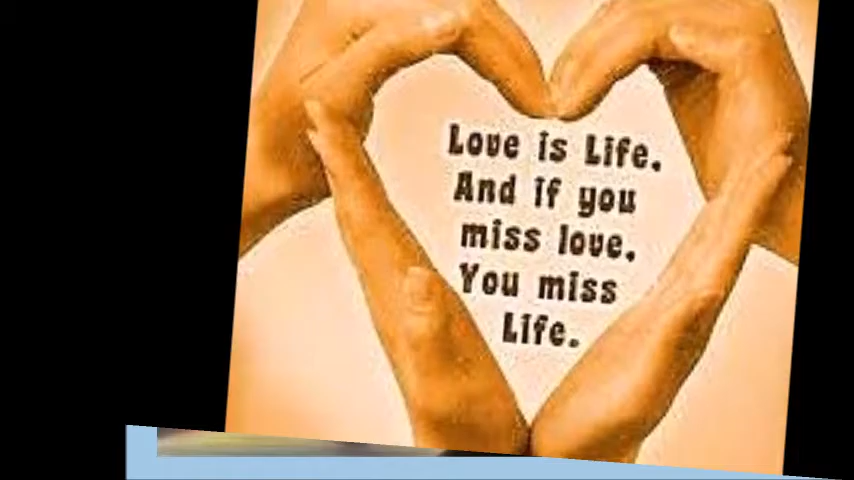 Love is Life.
And if you
miss love.
You miss
Life.